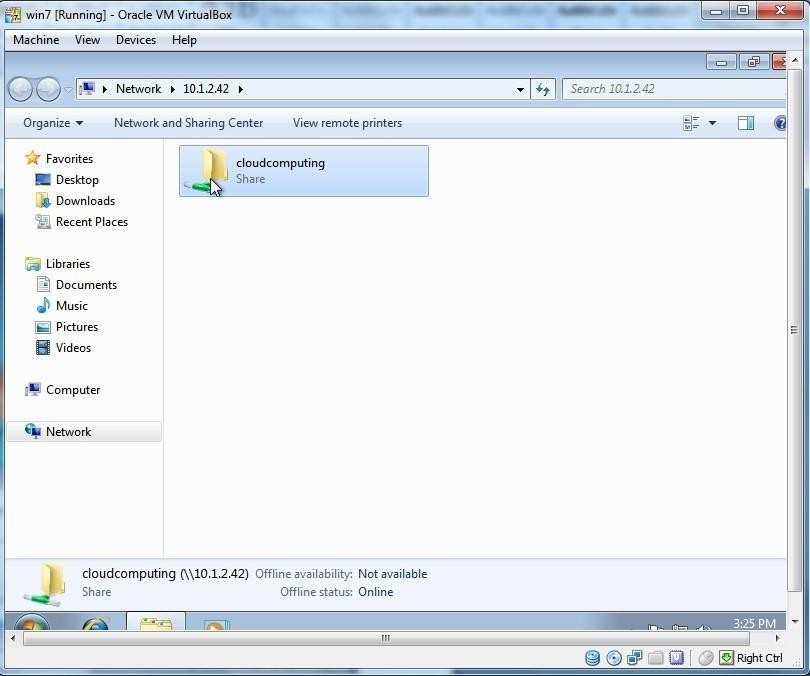 win7 [Running] - Oracle VM VirtualBox
Machine View Devices Help
Network 10.1.2.42
Search 10.1.2.42
Organize Network and Sharing Center View remote printers
Favorites
Desktop
Downloads
Recent Places
Libraries
Documents
Music
Pictures
Videos
Computer
Network
cloudcomputing
Share
cloudcomputing (\\10.1.2.42) Offline availability: Not available
Share Offline status: Online
3:25 PM
Right Ctrl